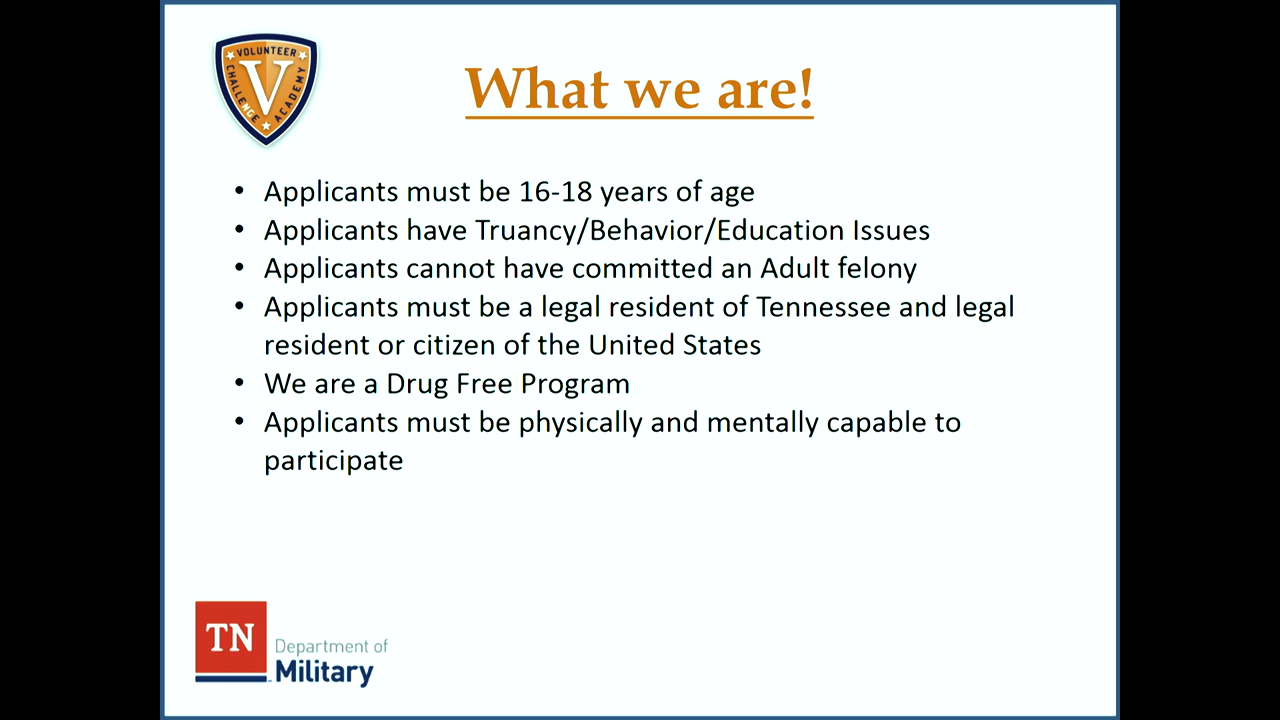 VOLUNTEER
CHALLENGE
ACADEMY
V
What we are!
• Applicants must be 16-18 years of age
• Applicants have Truancy/Behavior/Education Issues
• Applicants cannot have committed an Adult felony
• Applicants must be a legal resident of Tennessee and legal
resident or citizen of the United States
• We are a Drug Free Program
• Applicants must be physically and mentally capable to
participate
TN
Department of
Military